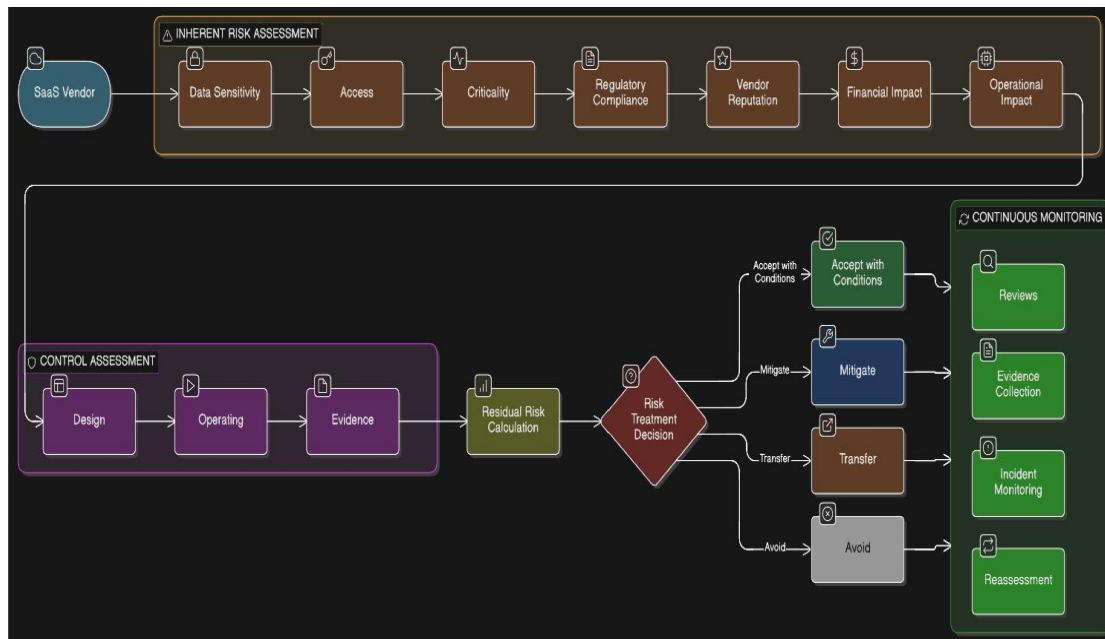 INHERENT RISK ASSESSMENT
SaaS Vendor
Data Sensitivity
Access
Criticality
Regulatory
Compliance
Vendor
Reputation
Financial Impact
Operational
Impact
CONTROL ASSESSMENT
Design
Operating
Evidence
Residual Risk
Calculation
Risk
Treatment
Decision
Accept with
Conditions
Mitigate
Transfer
Avoid
Accept with
Conditions
Mitigate
Transfer
Avoid
CONTINUOUS MONITORING
Reviews
Evidence
Collection
Incident
Monitoring
Reassessment